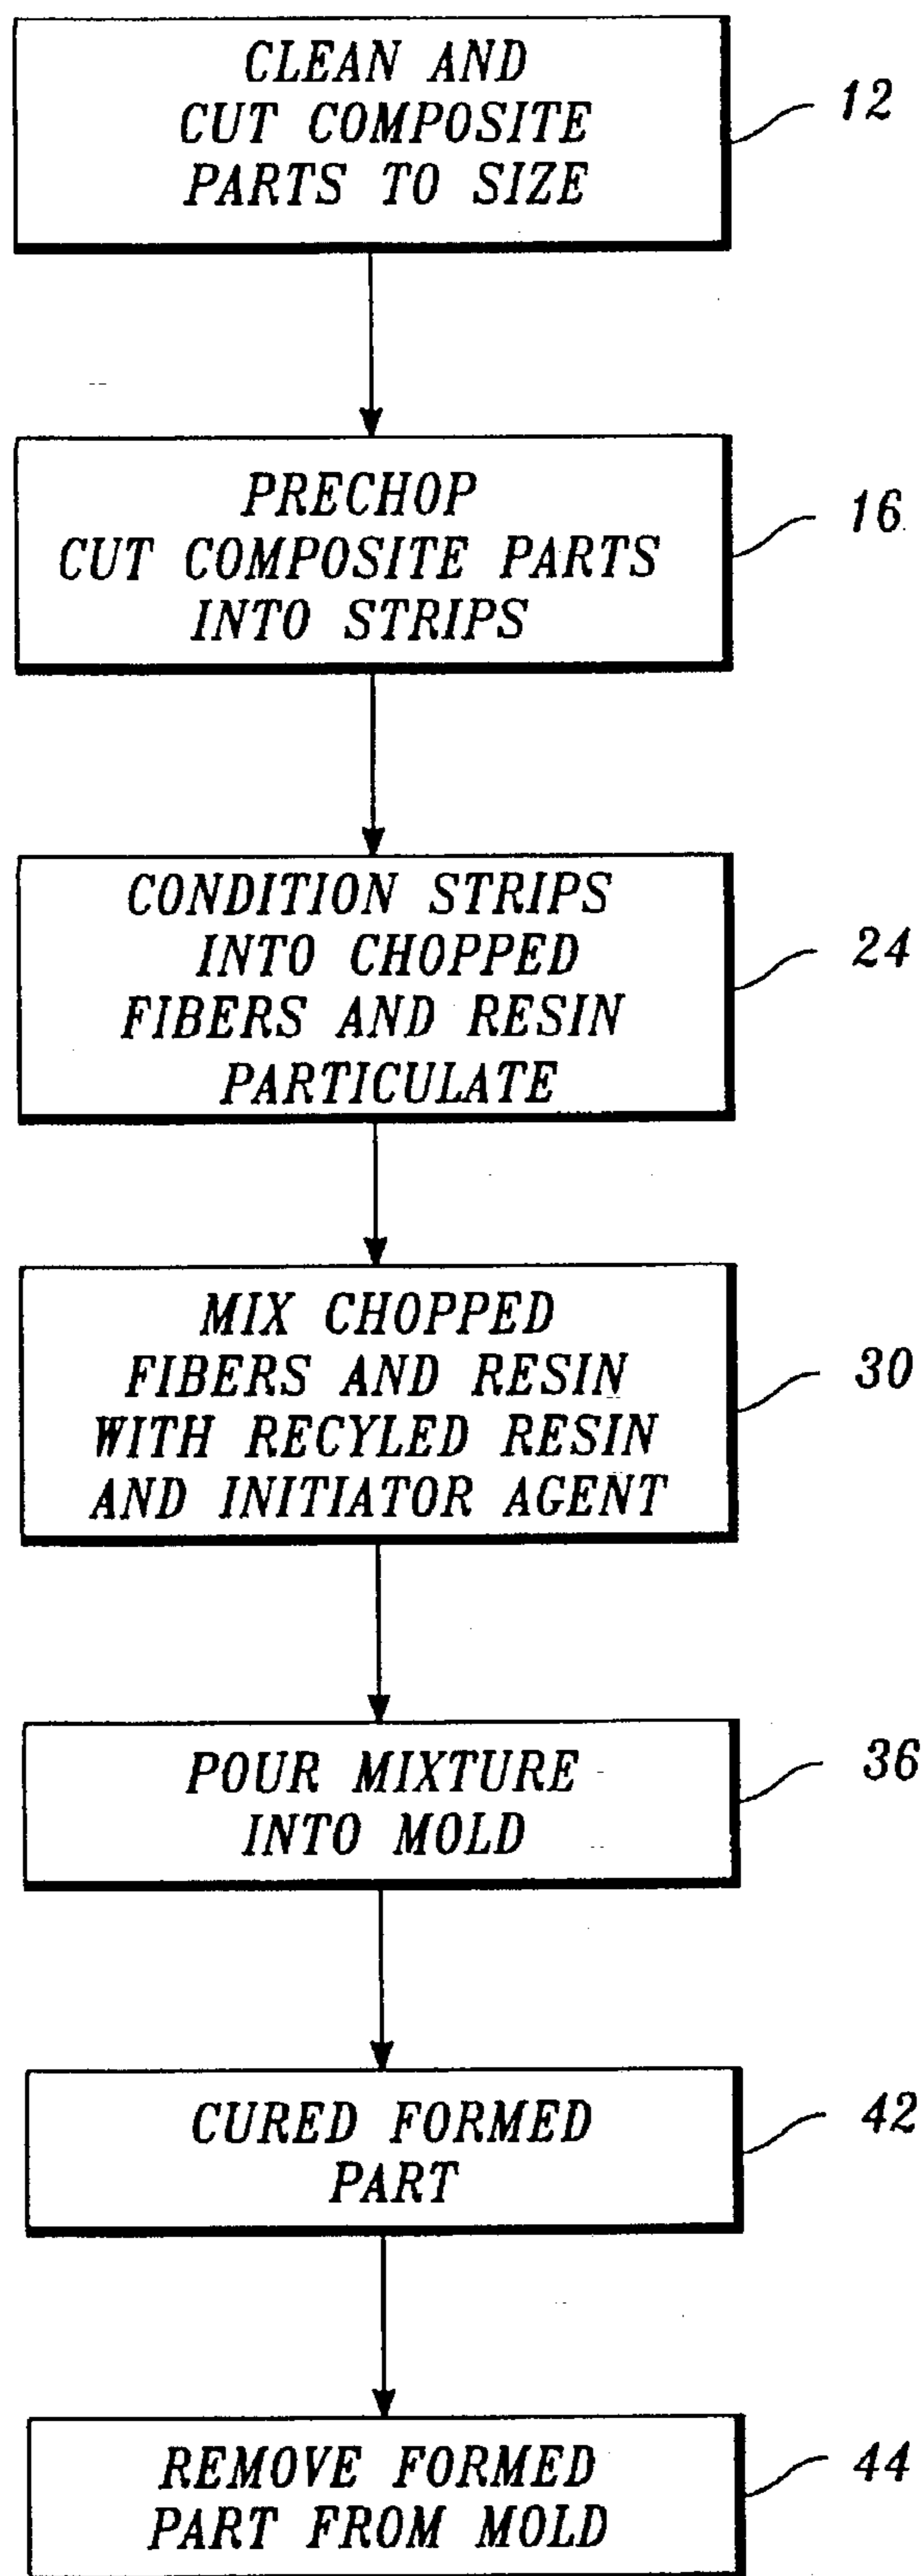 CLEAN AND
CUT COMPOSITE
PARTS TO SIZE
12
PRECHOP
CUT COMPOSITE PARTS
INTO STRIPS
16
CONDITION STRIPS
INTO CHOPPED
FIBERS AND RESIN
PARTICULATE
24
MIX CHOPPED
FIBERS AND RESIN
WITH RECYLED RESIN
AND INITIATOR AGENT
30
POUR MIXTURE
INTO MOLD
36
CURED FORMED
PART
42
REMOVE FORMED
PART FROM MOLD
44